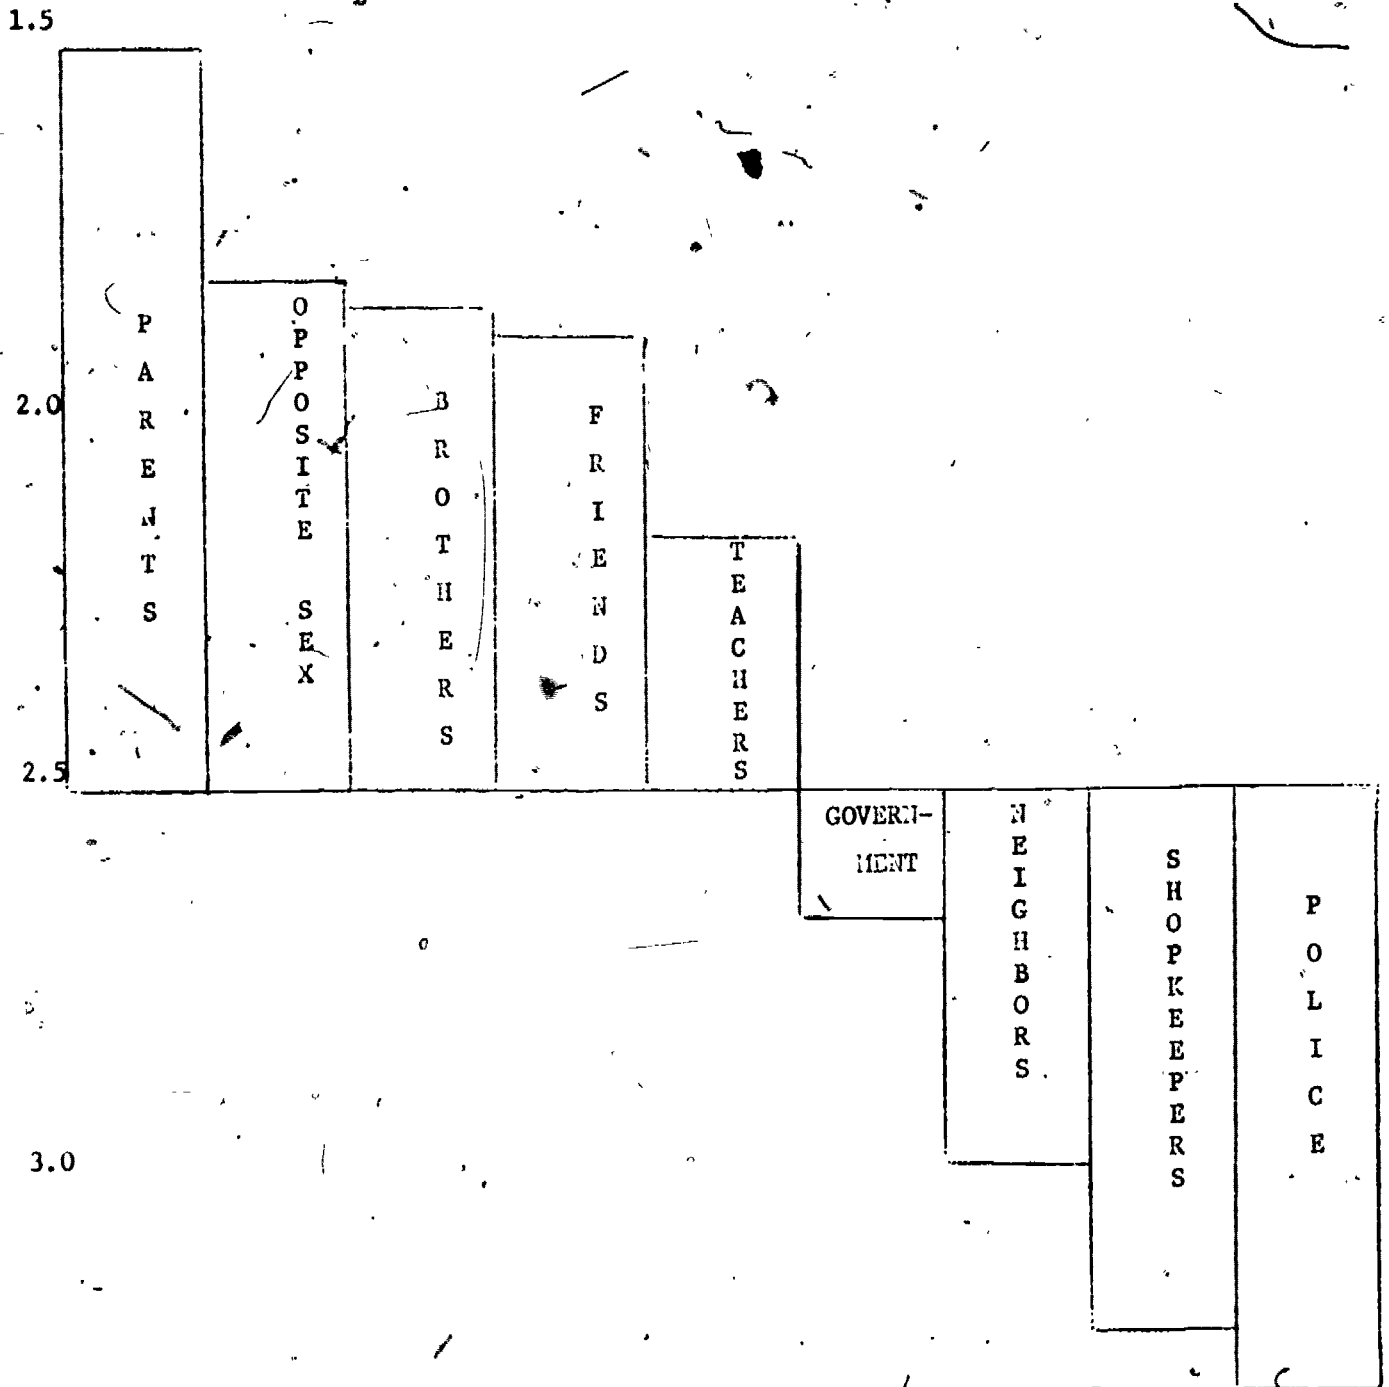 1.5
PARENTS
2.0
OPPOSITE SEX
BROTHERS
FRIENDS
TEACHERS
2.5
GOVERN-
MENT
NEIGHBORS
SHOPKEEPERS
POLICE
3.0